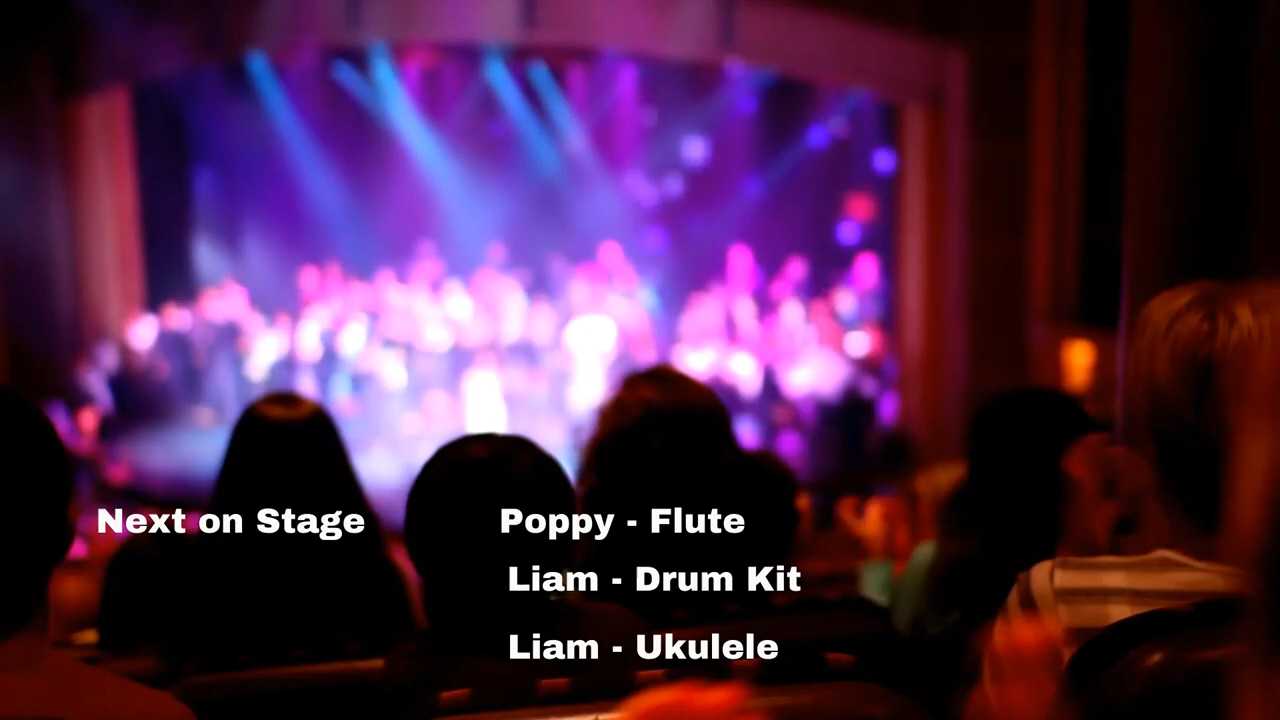 Next on Stage
Poppy - Flute
Liam - Drum Kit
Liam - Ukulele